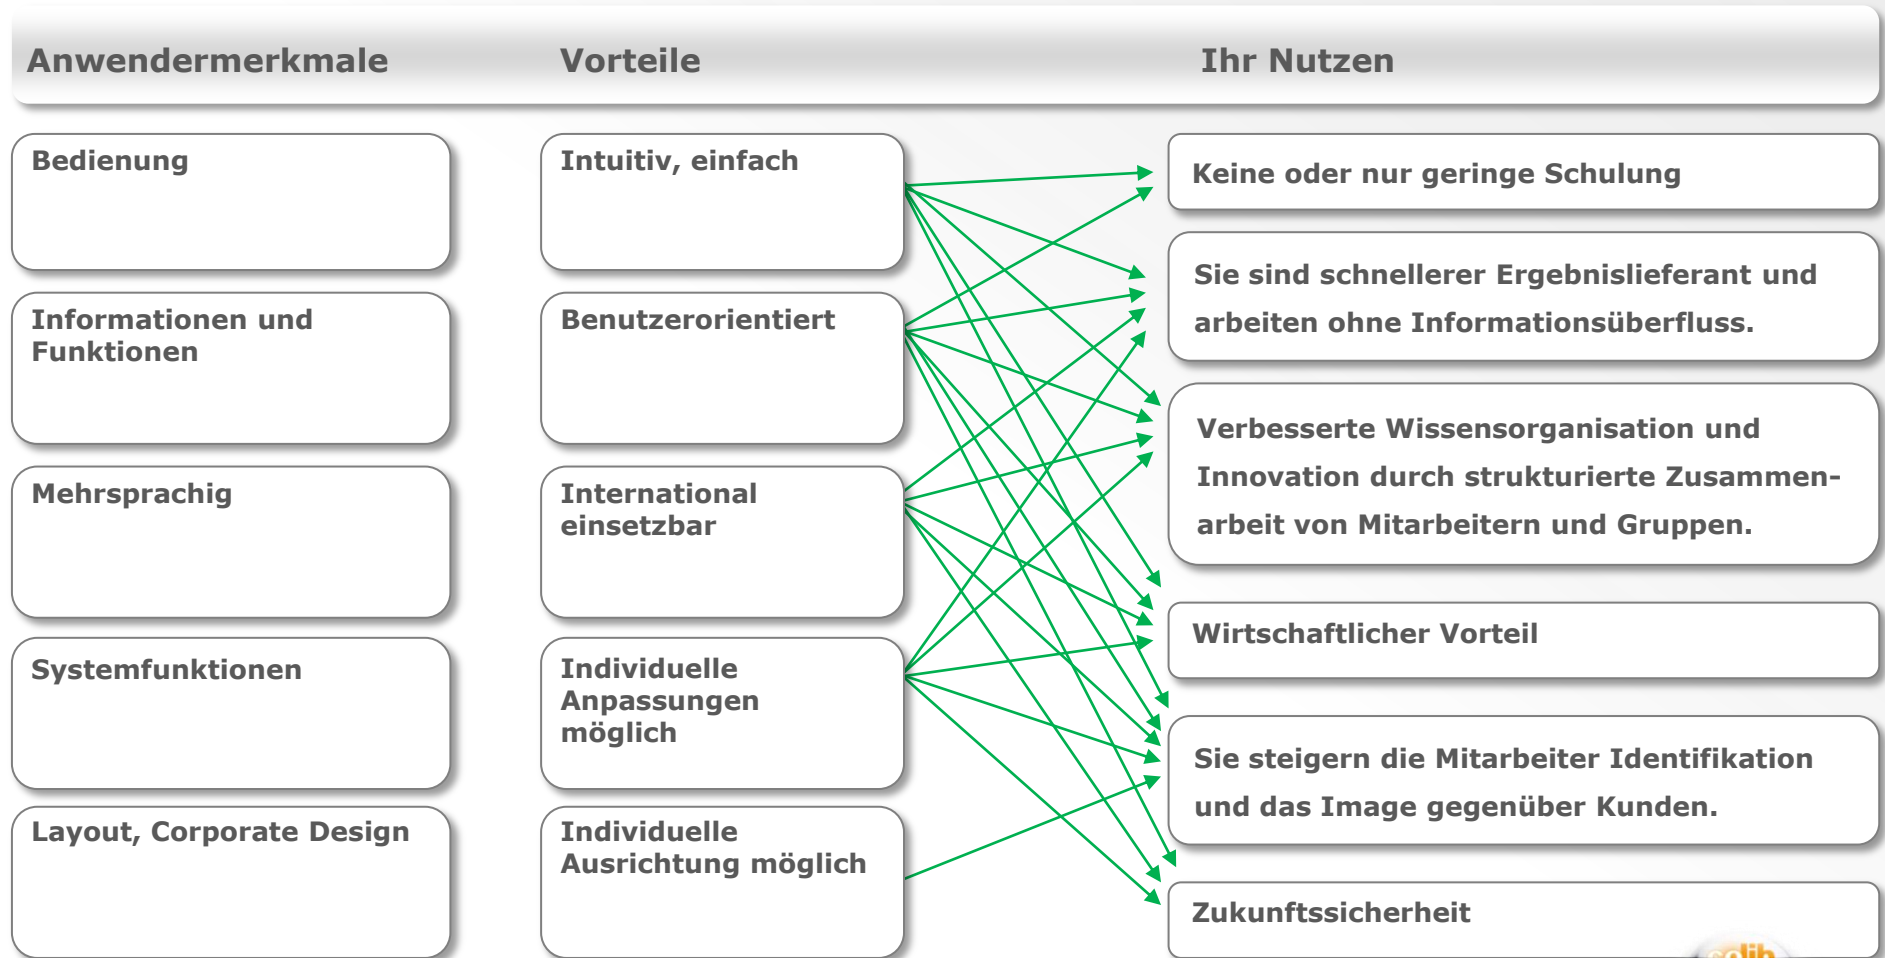 Anwendermerkmale
Vorteile
Ihr Nutzen
Bedienung
Intuitiv, einfach
Keine oder nur geringe Schulung
Sie sind schnellerer Ergebnislieferant und
arbeiten ohne Informationsüberfluss.
Informationen und
Funktionen
Benutzerorientiert
Verbesserte Wissensorganisation und
Innovation durch strukturierte Zusammen-
arbeit von Mitarbeitern und Gruppen.
Mehrsprachig
International
einsetzbar
Wirtschaftlicher Vorteil
Systemfunktionen
Individuelle
Anpassungen
möglich
Sie steigern die Mitarbeiter Identifikation
und das Image gegenüber Kunden.
Layout, Corporate Design
Individuelle
Ausrichtung möglich
Zukunftssicherheit